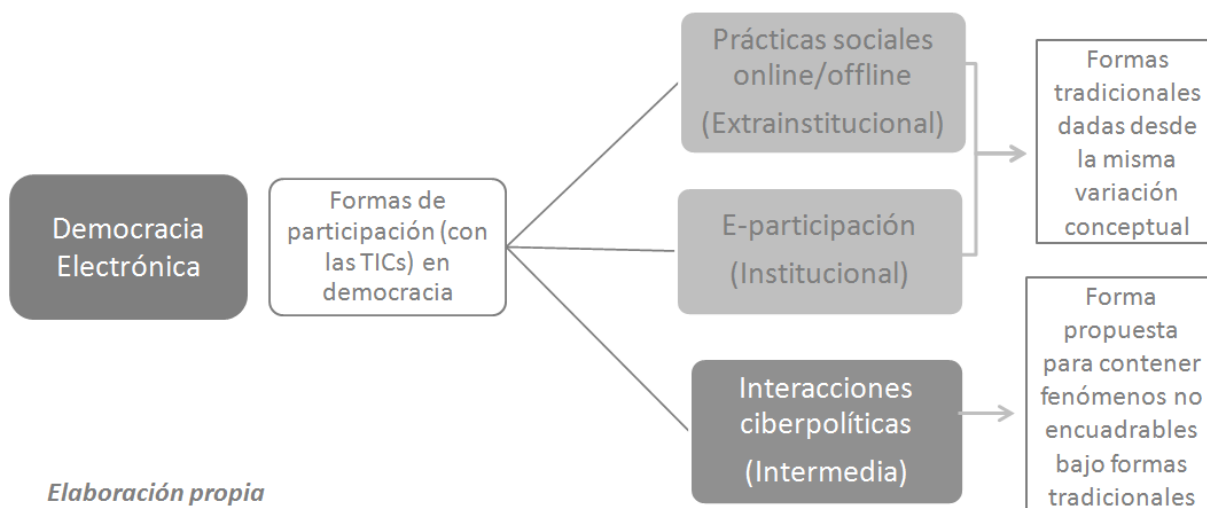 Democracia
Electrónica
Formas de
participación (con
las TICs) en
democracia
Prácticas sociales
online/offline
(Extrainstitucional)
E-participación
(Institucional)
Interacciones
ciberpolíticas
(Intermedia)
Formas
tradicionales
dadas desde
la misma
variación
conceptual
Forma
propuesta
para contener
fenómenos no
encuadrables
bajo formas
tradicionales
Elaboración propia